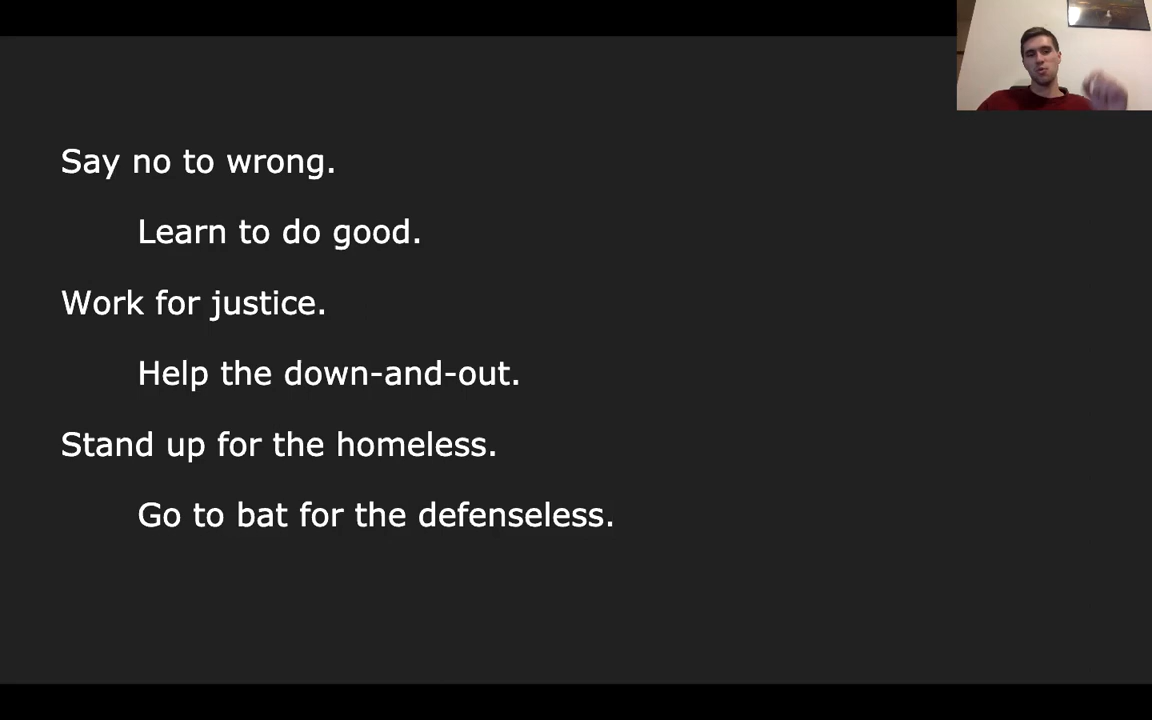 Say no to wrong.
Learn to do good.
Work for justice.
Help the down-and-out.
Stand up for the homeless.
Go to bat for the defenseless.